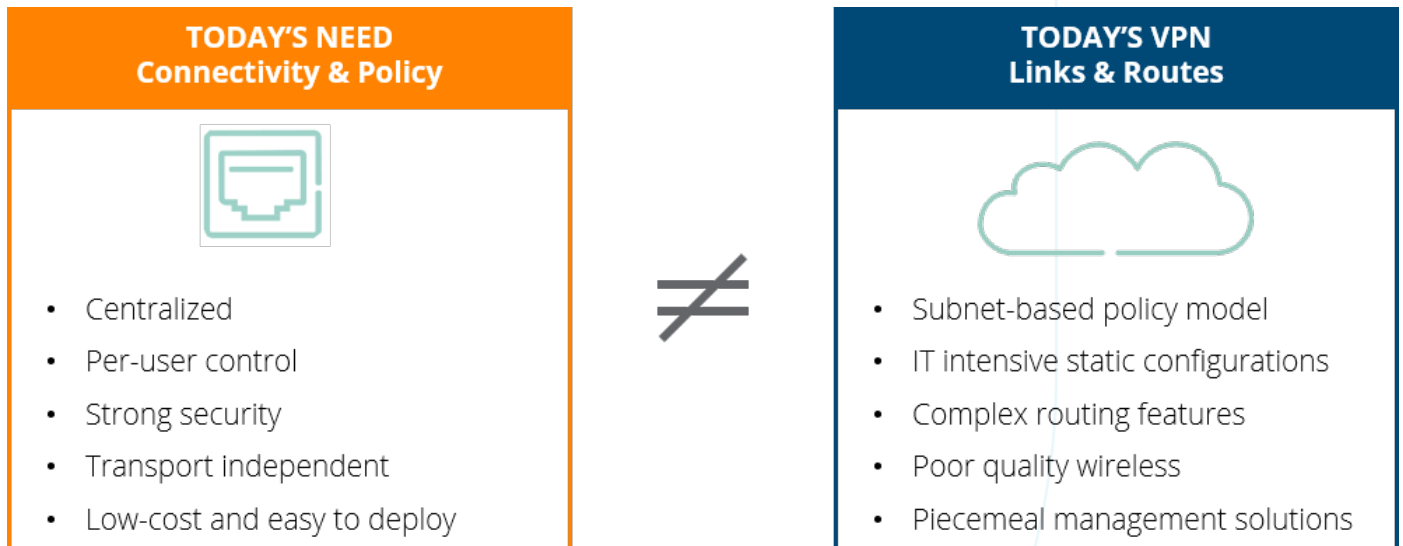 TODAY’S NEED
Connectivity & Policy
• Centralized
• Per-user control
• Strong security
• Transport independent
• Low-cost and easy to deploy
≠
TODAY’S VPN
Links & Routes
• Subnet-based policy model
• IT intensive static configurations
• Complex routing features
• Poor quality wireless
• Piecemeal management solutions